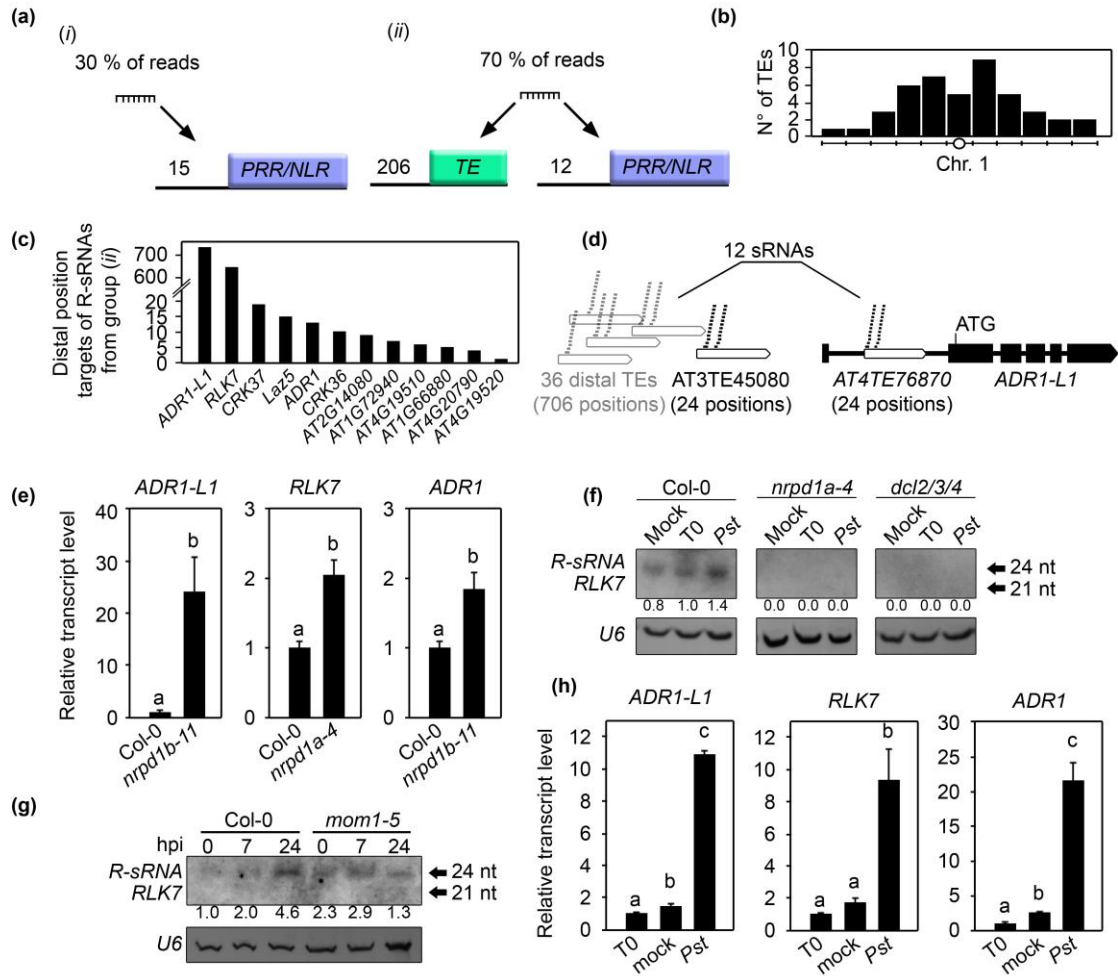 (a)
(i)
30 % of reads
15
PRR/NLR
(ii)
70 % of reads
206
TE
12
PRR/NLR
(b)
N° of TEs
10
8
6
4
2
0
Chr. 1
(c)
Distal position
targets of R-sRNAs
from group (ii)
700
600
20
15
10
5
0
ADR1-L1
RLK7
CRK37
Laz5
ADR1
CRK36
AT2G14080
AT1G72940
AT4G19510
AT1G66880
AT4G20790
AT4G19520
(d)
12 sRNAs
ATG
36 distal TEs
(706 positions)
AT3TE45080
(24 positions)
AT4TE76870
(24 positions)
ADR1-L1
(e)
Relative transcript level
ADR1-L1
40
30
20
10
0
a
b
Col-0
nrpd1b-11
RLK7
3
2
1
0
a
b
Col-0
nrpd1a-4
ADR1
3
2
1
0
a
b
Col-0
nrpd1b-11
(f)
Col-0 nrpd1a-4 dcl2/3/4
Mock T0 Pst Mock T0 Pst Mock T0 Pst
R-sRNA
RLK7
24 nt
21 nt
0.8 1.0 1.4 0.0 0.0 0.0 0.0 0.0 0.0
U6
(g)
Col-0 mom1-5
hpi 0 7 24 0 7 24
R-sRNA
RLK7
24 nt
21 nt
1.0 2.0 4.6 2.3 2.9 1.3
U6
(h)
Relative transcript level
ADR1-L1
12
10
8
6
4
2
0
a
b
c
T0
mock
Pst
RLK7
12
10
8
6
4
2
0
a
a
b
T0
mock
Pst
ADR1
30
25
20
15
10
5
0
a
b
c
T0
mock
Pst